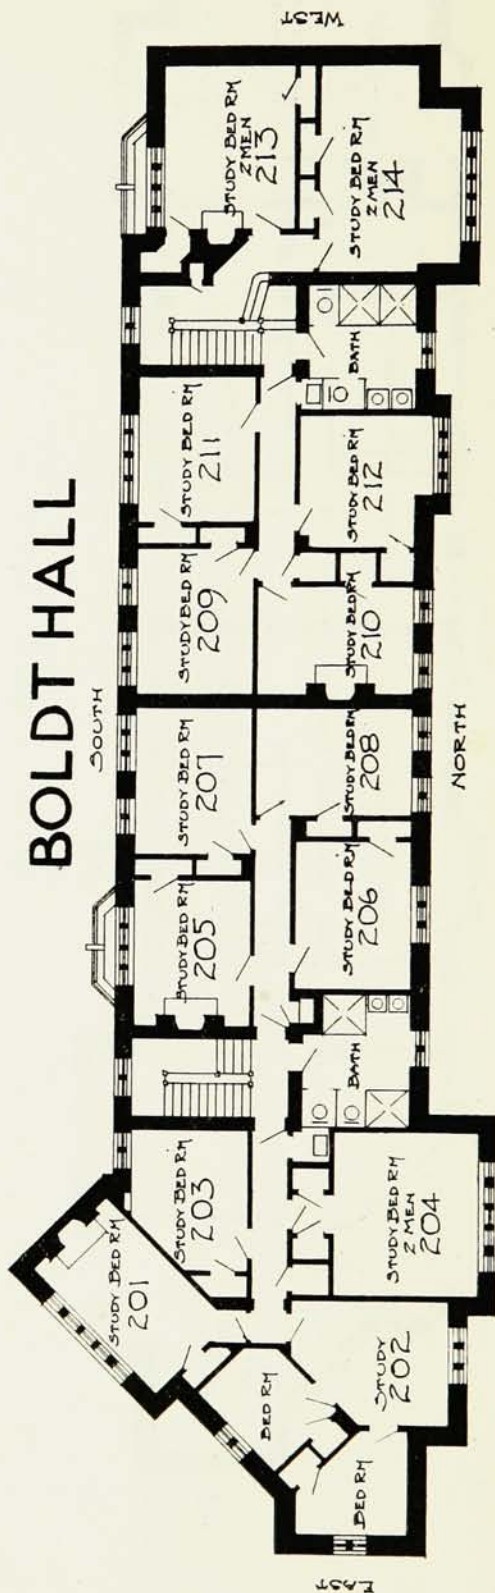 BOLDT HALL
SOUTH
WEST
NORTH
EAST
STUDY BED RM
201
BED RM
BED RM
STUDY
202
STUDY BED RM
203
STUDY BED RM
2 MEN
204
STUDY BED RM
205
STUDY BED RM
206
STUDY BED RM
207
STUDY BED RM
208
STUDY BED RM
209
STUDY BED RM
210
STUDY BED RM
211
STUDY BED RM
212
STUDY BED RM
2 MEN
213
STUDY BED RM
2 MEN
214
BATH
BATH